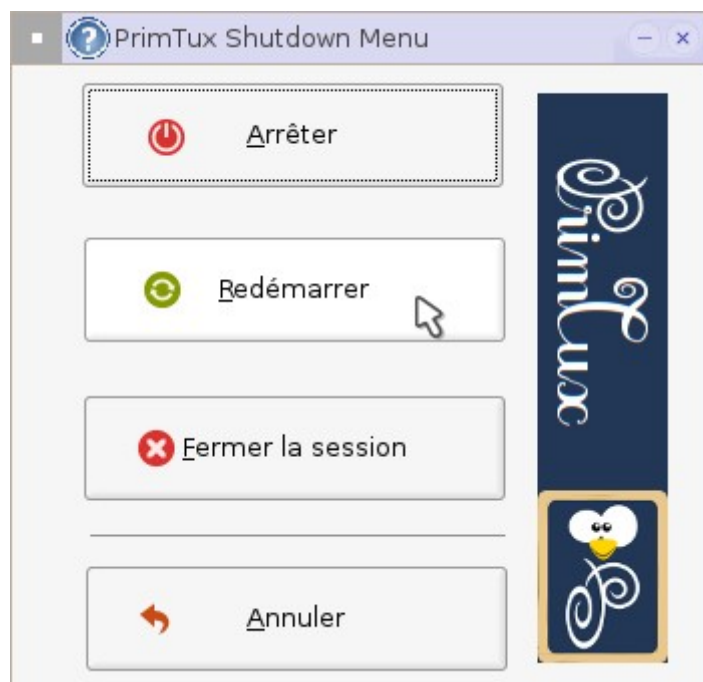 PrimTux Shutdown Menu
Arrêter
Redémarrer
Fermer la session
Annuler
PrimTux
P